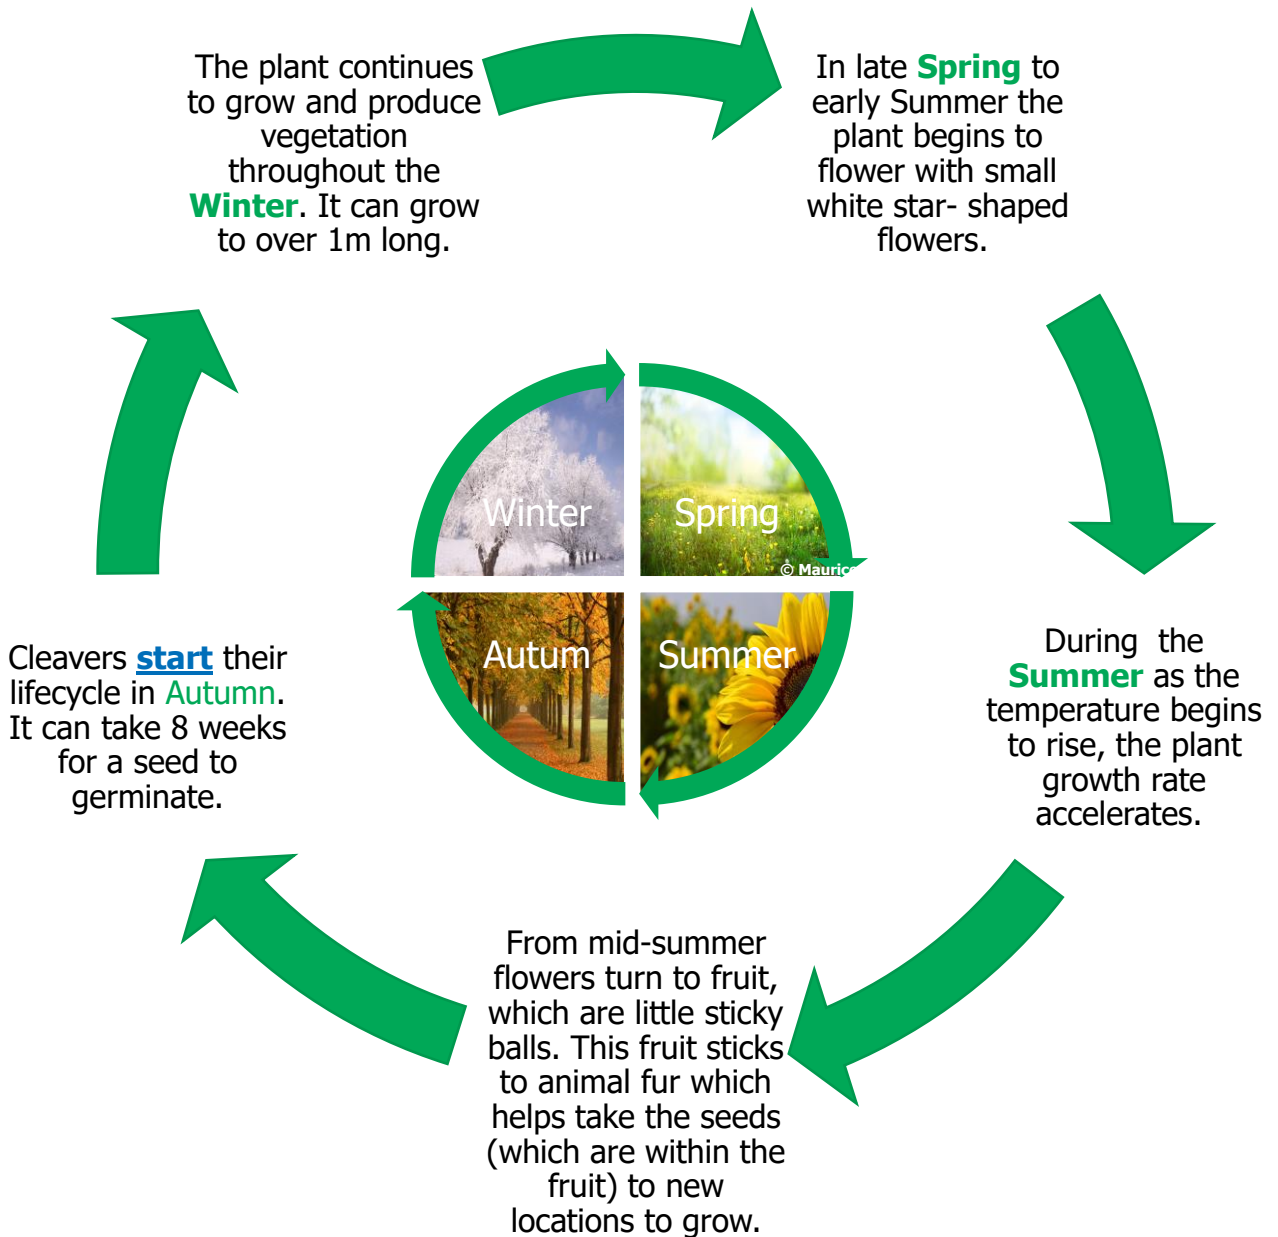 The plant continues
to grow and produce
vegetation
throughout the
Winter. It can grow
to over 1m long.
In late Spring to
early Summer the
plant begins to
flower with small
white star- shaped
flowers.
Winter
Spring
© Maurice
Autum
Summer
Cleavers start their
lifecycle in Autumn.
It can take 8 weeks
for a seed to
germinate.
During the
Summer as the
temperature begins
to rise, the plant
growth rate
accelerates.
From mid-summer
flowers turn to fruit,
which are little sticky
balls. This fruit sticks
to animal fur which
helps take the seeds
(which are within the
fruit) to new
locations to grow.